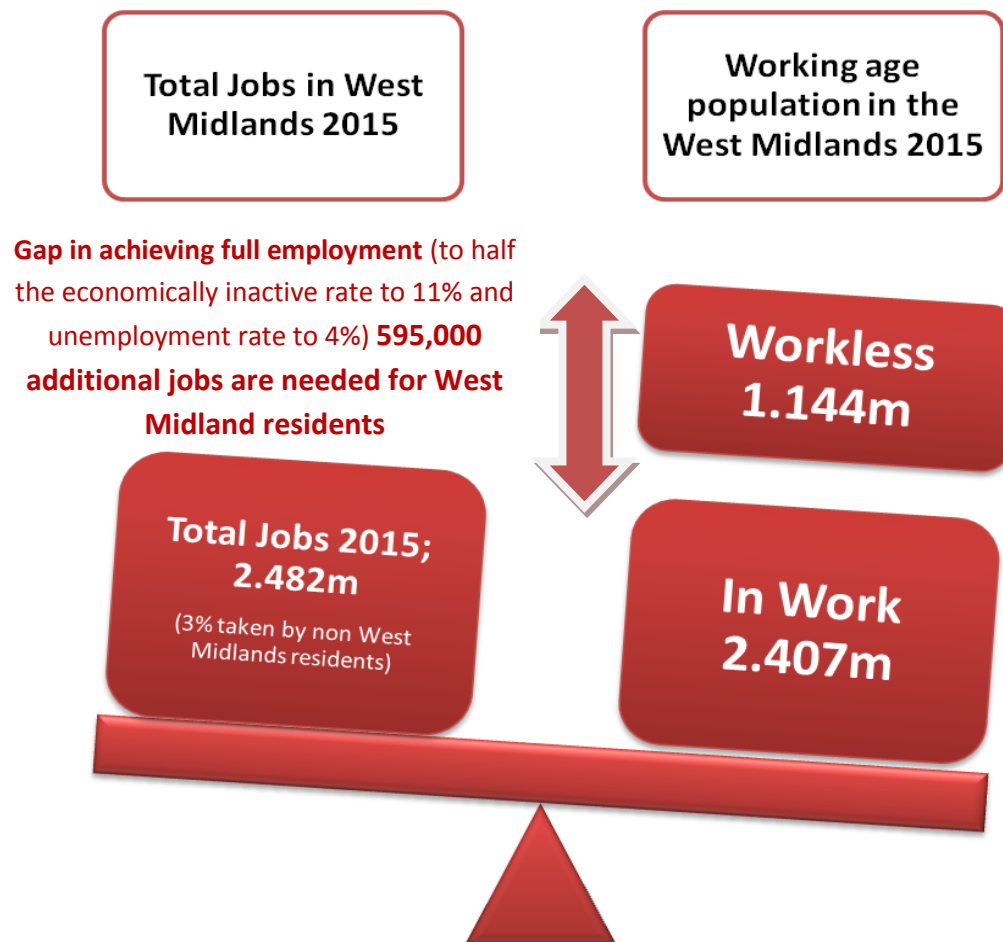 Total Jobs in West
Midlands 2015
Working age
population in the
West Midlands 2015
Gap in achieving full employment (to half
the economically inactive rate to 11% and
unemployment rate to 4%) 595,000
additional jobs are needed for West
Midland residents
Workless
1.144m
Total Jobs 2015;
2.482m
(3% taken by non West
Midlands residents)
In Work
2.407m